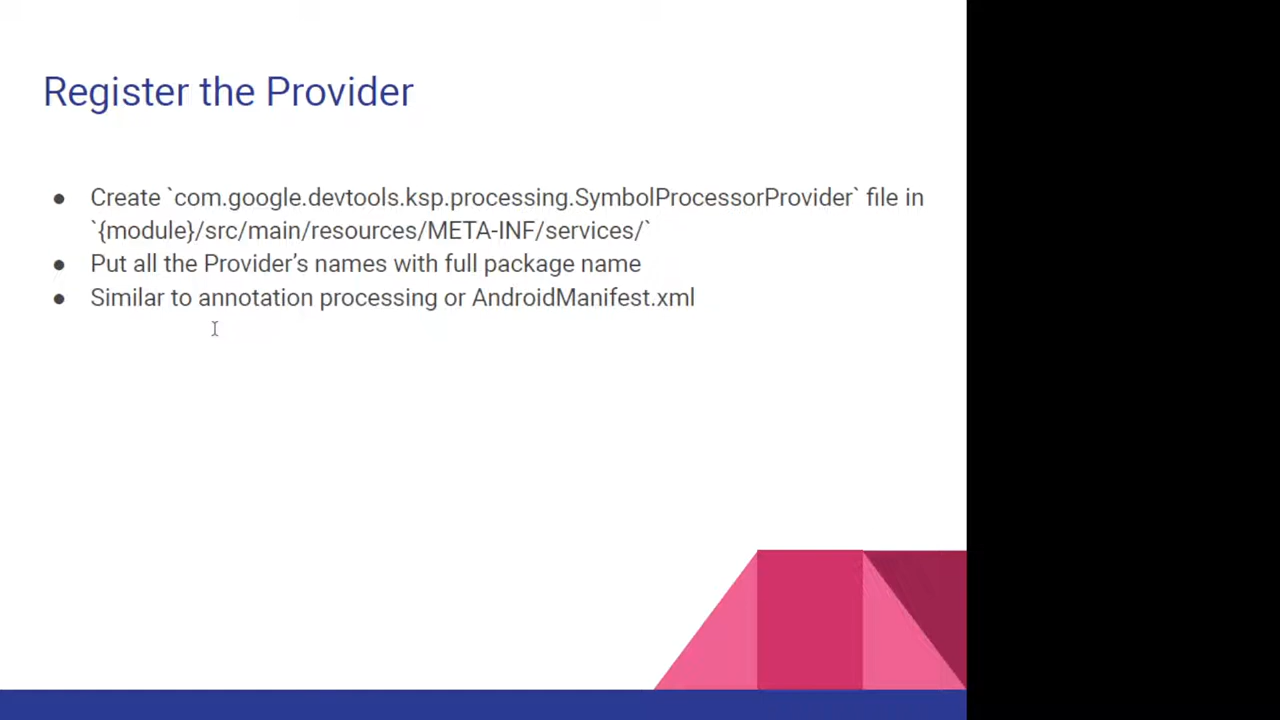 Register the Provider
● Create `com.google.devtools.ksp.processing.SymbolProcessorProvider` file in
`{module}/src/main/resources/META-INF/services/`
● Put all the Provider’s names with full package name
● Similar to annotation processing or AndroidManifest.xml